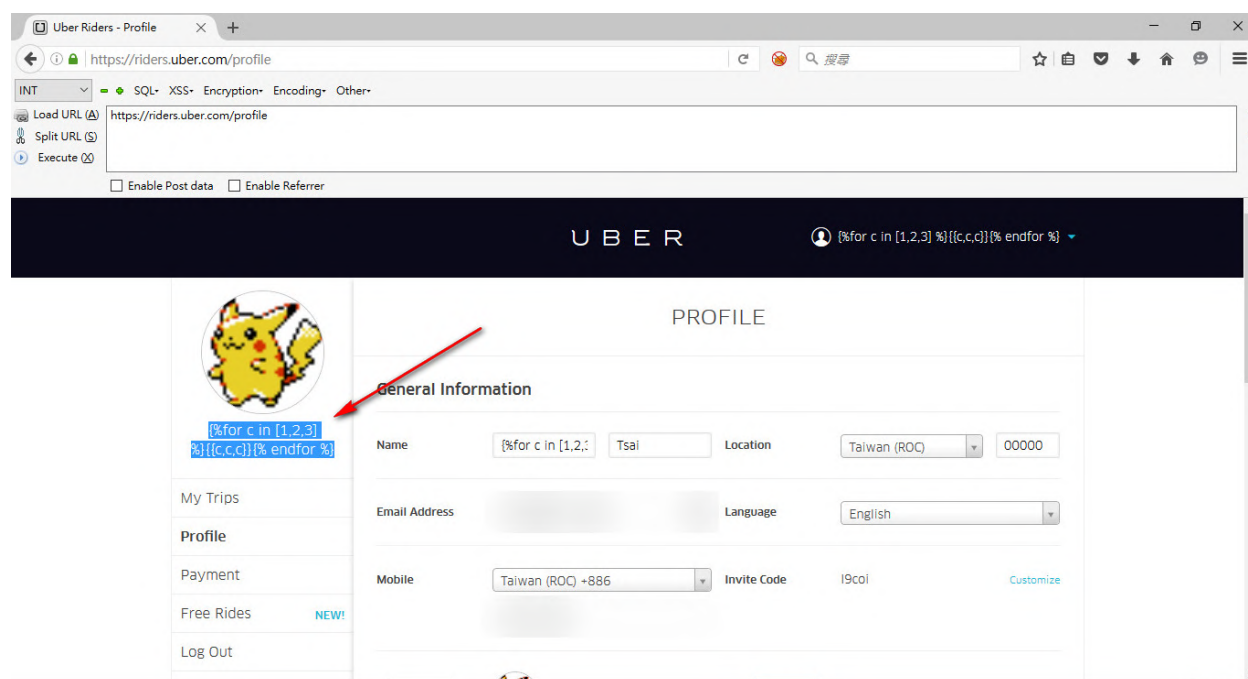 Uber Riders - Profile
https://riders.uber.com/profile
搜尋
INT
SQL- XSS- Encryption- Encoding- Other-
Load URL (A)
https://riders.uber.com/profile
Split URL (S)
Execute (X)
Enable Post data Enable Referrer
UBER
{%for c in [1,2,3] %}{{c,c,c}}{% endfor %}
PROFILE
General Information
{%for c in [1,2,3]
%}{{c,c,c}}{% endfor %}
Name {%for c in [1,2,3 Tsai Location Taiwan (ROC) 00000
My Trips
Email Address Language English
Profile
Payment
Mobile Taiwan (ROC) +886 Invite Code l9coi Customize
Free Rides NEW!
Log Out